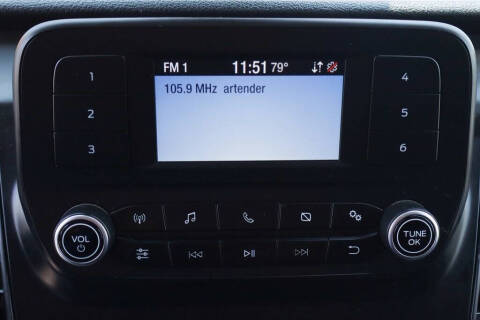 FM 1 11:51 79°
105.9 MHz artender
1
2
3
4
5
6
VOL
TUNE
OK